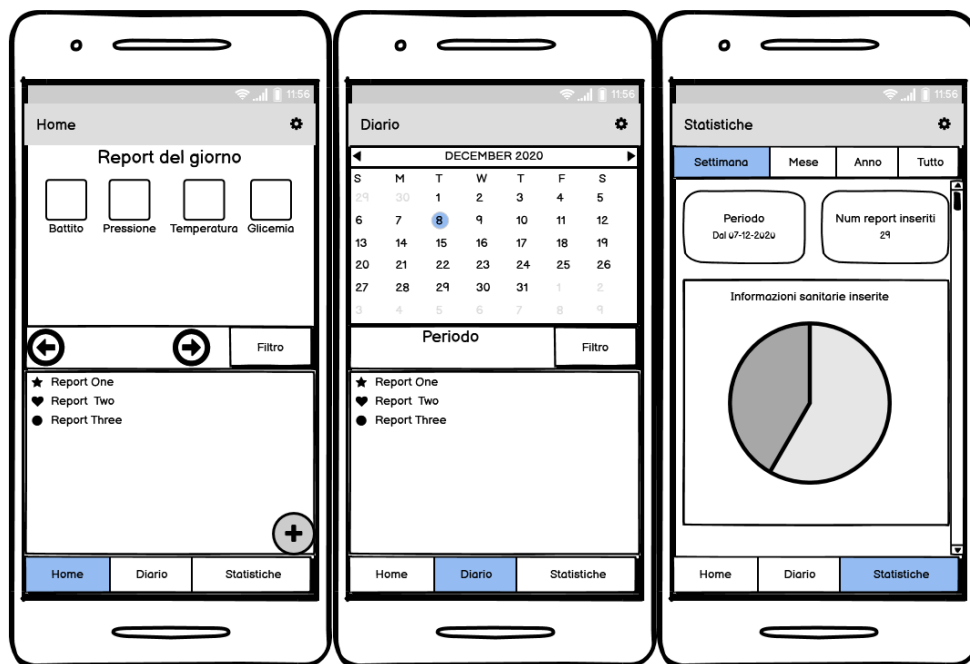 11:56
Home
Report del giorno
Battito Pressione Temperatura Glicemia
Filtro
Report One
Report Two
Report Three
+
Home Diario Statistiche
11:56
Diario
DECEMBER 2020
S M T W T F S
29 30 1 2 3 4 5
6 7 8 9 10 11 12
13 14 15 16 17 18 19
20 21 22 23 24 25 26
27 28 29 30 31 1 2
3 4 5 6 7 8 9
Periodo
Filtro
Report One
Report Two
Report Three
Home Diario Statistiche
11:56
Statistiche
Settimana Mese Anno Tutto
Periodo
Dal 07-12-2020
Num report inseriti
29
Informazioni sanitarie inserite
Home Diario Statistiche